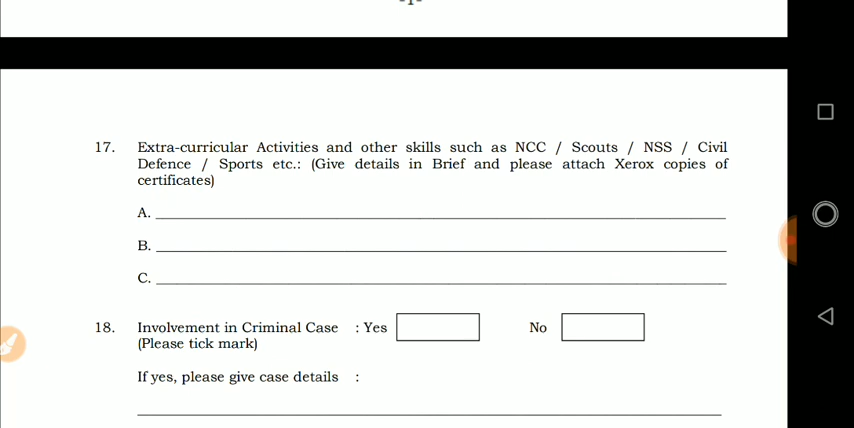 -1-
17. Extra-curricular Activities and other skills such as NCC / Scouts / NSS / Civil
Defence / Sports etc.: (Give details in Brief and please attach Xerox copies of
certificates)
A.
B.
C.
18. Involvement in Criminal Case : Yes No
(Please tick mark)
If yes, please give case details :